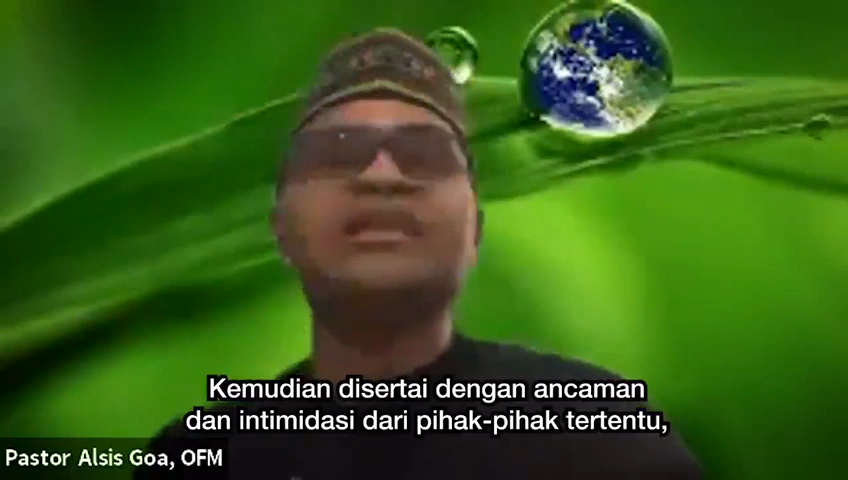 Kemudian disertai dengan ancaman
dan intimidasi dari pihak-pihak tertentu,
Pastor Alsis Goa, OFM